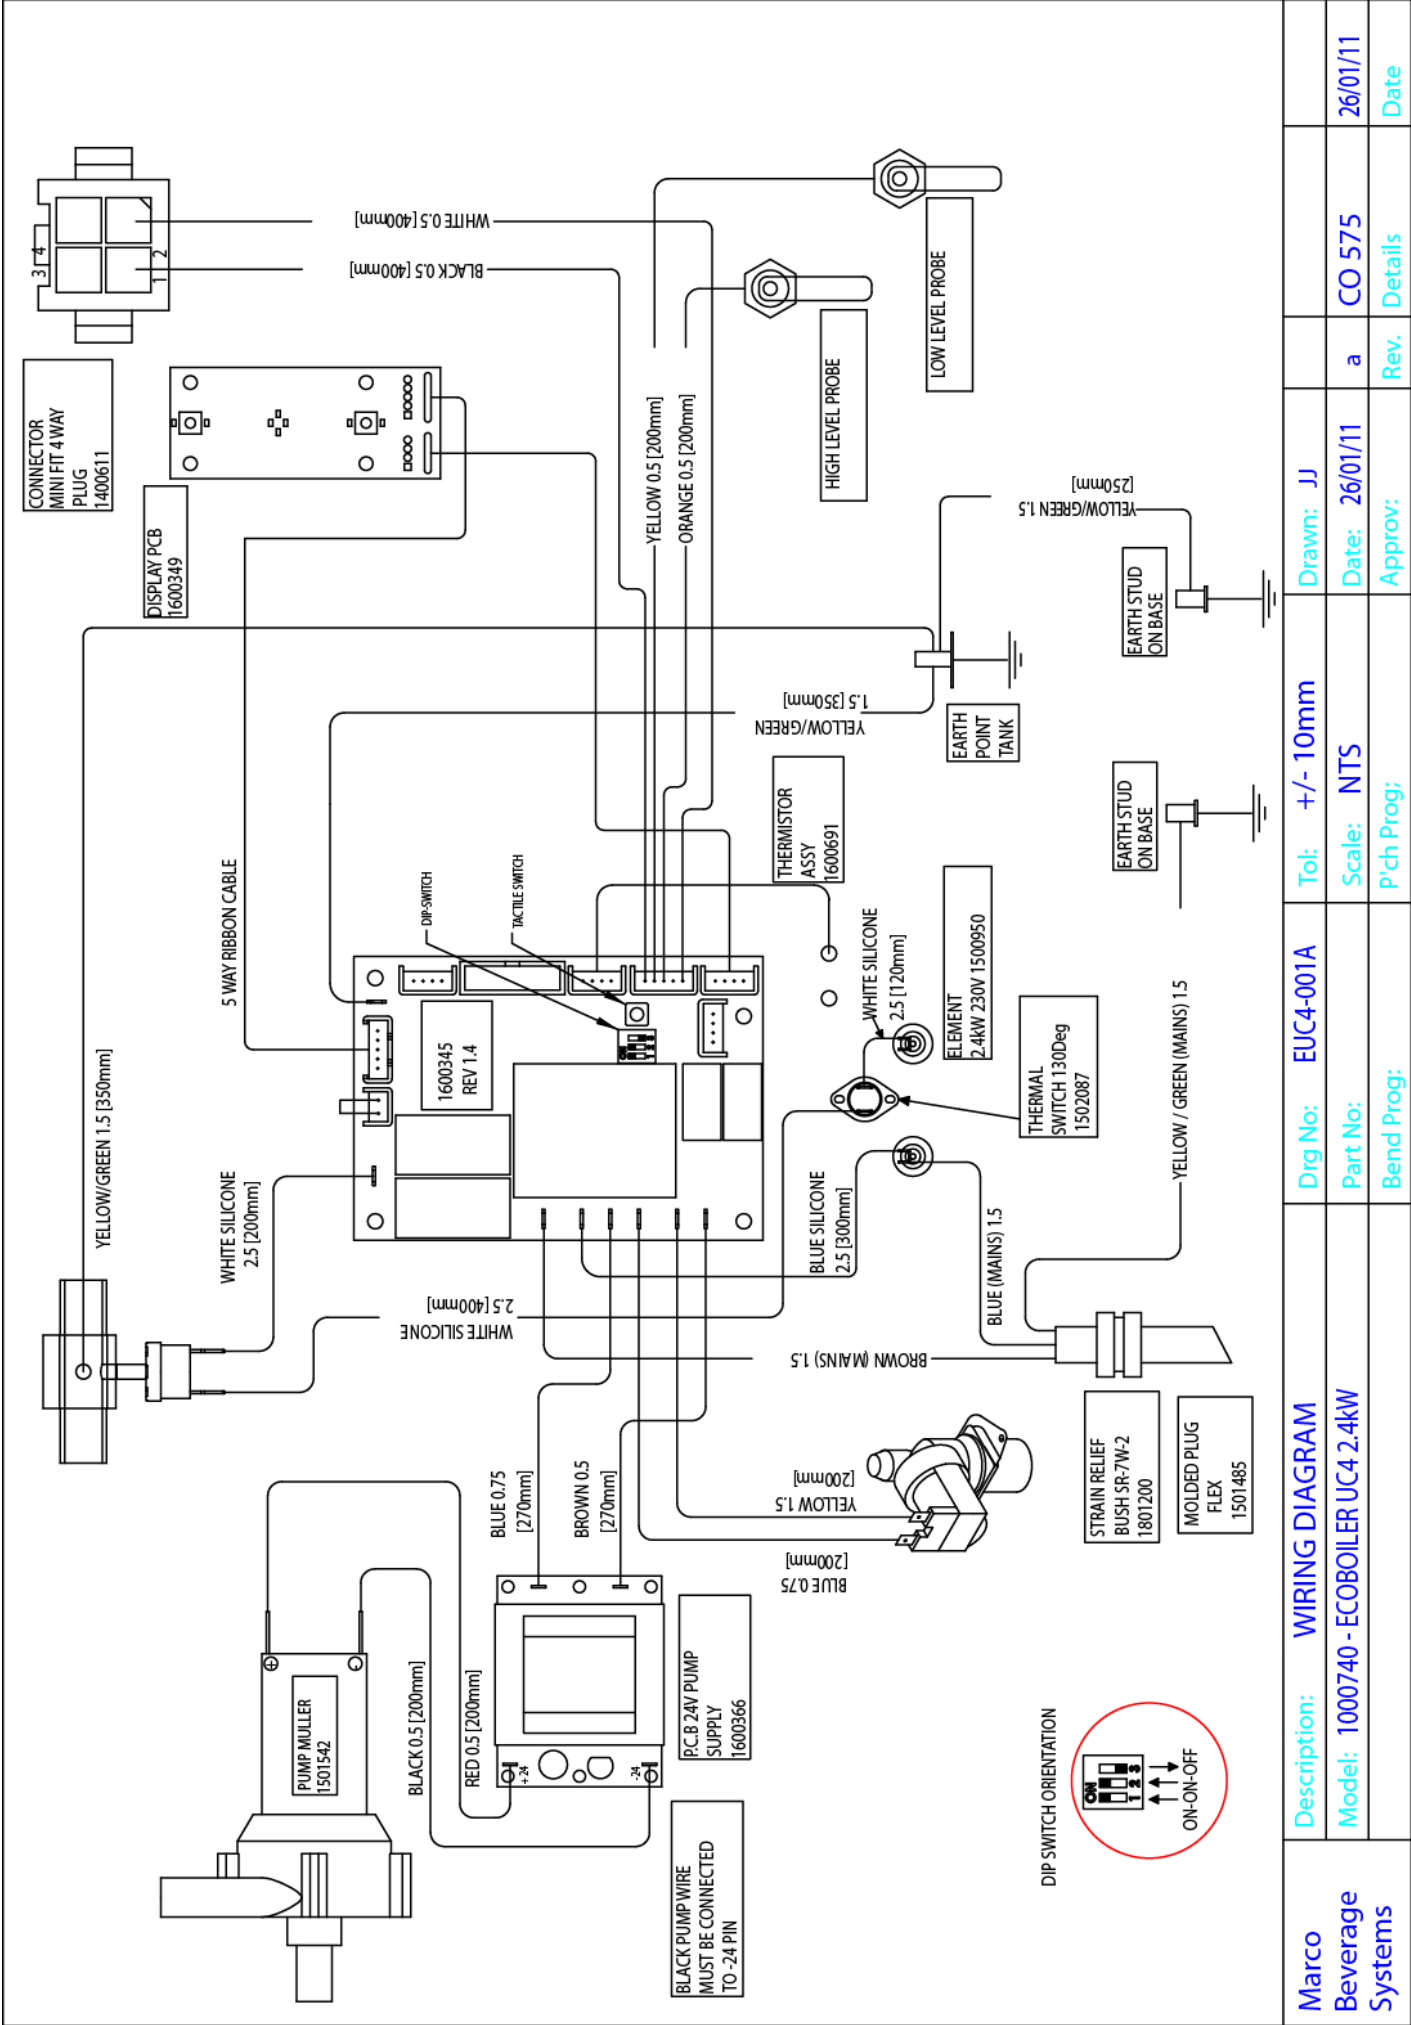 CONNECTOR
MINI FIT 4 WAY
PLUG
1400611
3 4
1 2
WHITE 0.5 [400mm]
BLACK 0.5 [400mm]
DISPLAY PCB
1600349
LOW LEVEL PROBE
HIGH LEVEL PROBE
YELLOW 0.5 [200mm]
ORANGE 0.5 [200mm]
YELLOW/GREEN 1.5
[250mm]
EARTH STUD
ON BASE
YELLOW/GREEN
1.5 [350mm]
EARTH
POINT
TANK
EARTH STUD
ON BASE
THERMISTOR
ASSY
1600691
5 WAY RIBBON CABLE
DIP-SWITCH
TACTILE SWITCH
YELLOW/GREEN 1.5 [350mm]
1600345
REV 1.4
ON
1 2 3
WHITE SILICONE
2.5 [120mm]
ELEMENT
2.4kW 230V 1500950
THERMAL
SWITCH 130Deg
1502087
YELLOW / GREEN (MAINS) 1.5
WHITE SILICONE
2.5 [200mm]
WHITE SILICONE
2.5 [400mm]
BLUE SILICONE
2.5 [300mm]
BLUE (MAINS) 1.5
BROWN (MAINS) 1.5
STRAIN RELIEF
BUSH SR-7W-2
1801200
MOLDED PLUG
FLEX
1501485
BLUE 0.75
[270mm]
BROWN 0.5
[270mm]
YELLOW 1.5
[200mm]
BLUE 0.75
[200mm]
PUMP MULLER
1501542
+
-
BLACK 0.5 [200mm]
RED 0.5 [200mm]
+24
-24
P.C.B 24V PUMP
SUPPLY
1600366
BLACK PUMP WIRE
MUST BE CONNECTED
TO -24 PIN
DIP SWITCH ORIENTATION
ON
1 2 3
ON-ON-OFF
Marco
Beverage
Systems
Description: WIRING DIAGRAM
Model: 1000740 - ECOBOILER UC4 2.4kW
Drg No: EUC4-001A
Part No:
Bend Prog:
Tol: +/- 10mm
Scale: NTS
P'ch Prog;
Drawn: JJ
Date: 26/01/11
Approv:
a CO 575 26/01/11
Rev. Details Date